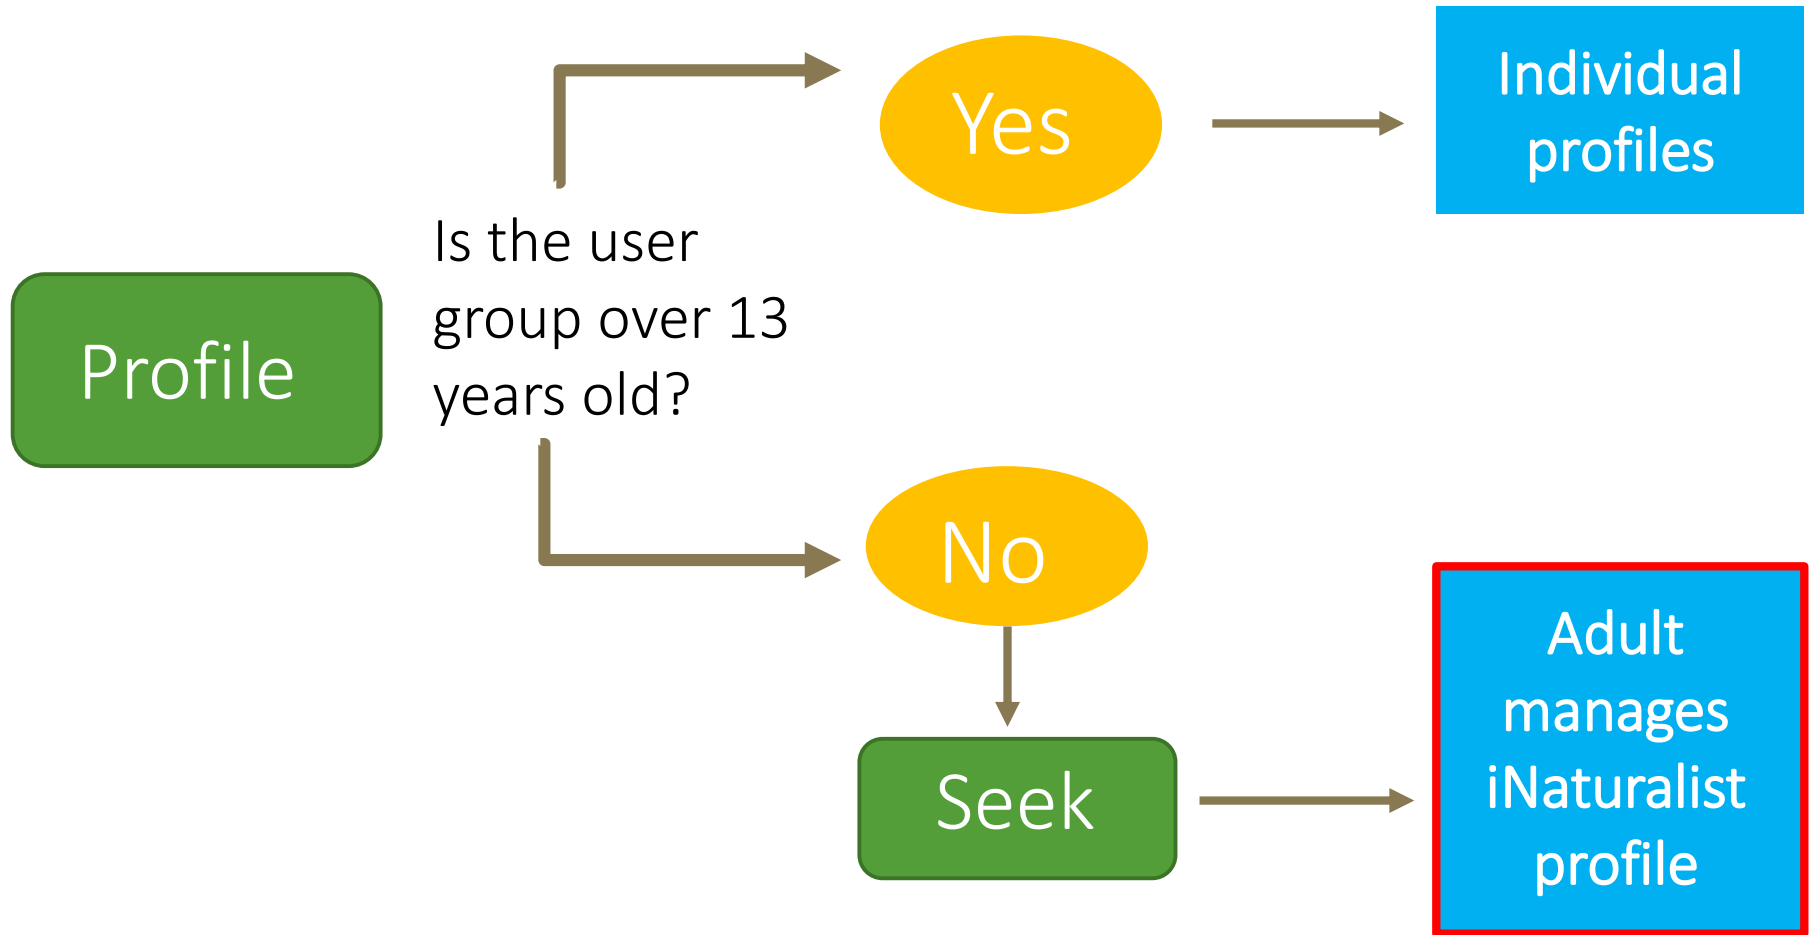 Profile
Is the user
group over 13
years old?
Yes
Individual
profiles
No
Seek
Adult
manages
iNaturalist
profile